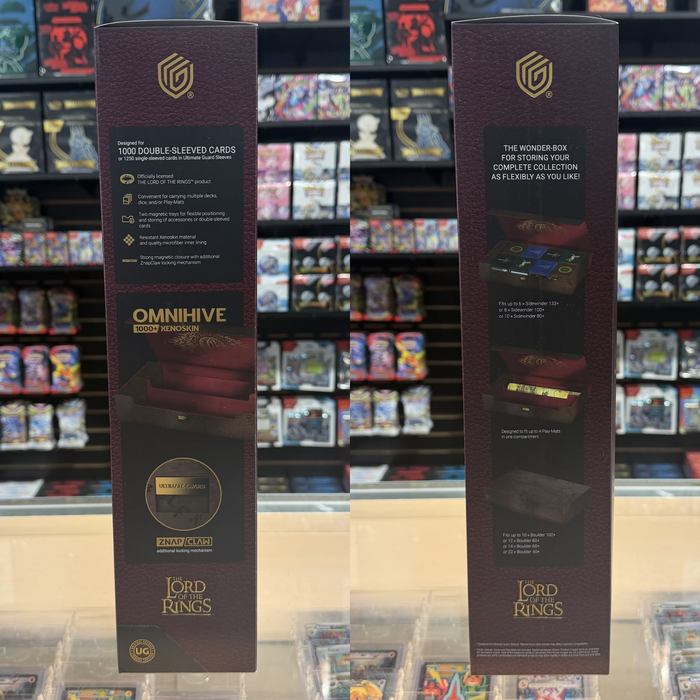 Designed for
1000 DOUBLE-SLEEVED CARDS
or 1250 single-sleeved cards in Ultimate Guard Sleeves
Officially licensed
THE LORD OF THE RINGS™ product
Convenient for carrying multiple decks,
dice, and/or Play-Mats
Two magnetic trays for flexible positioning
and storing of accessories or double-sleeved
cards
Resistant Xenoskin material
and quality microfiber inner lining
Strong magnetic closure with additional
ZnapClaw locking mechanism
OMNIHIVE
1000+ XENOSKIN
ULTIMATE GUARD
ZNAP/CLAW
additional locking mechanism
THE
LORD
OF THE
RINGS
UG
®
THE WONDER-BOX
FOR STORING YOUR
COMPLETE COLLECTION
AS FLEXIBLY AS YOU LIKE!
Fits up to 6 × Sidewinder 133+
or 8 × Sidewinder 100+
or 10 × Sidewinder 80+
Designed to fit up to 4 Play-Mats
in one compartment
Fits up to 10 × Boulder 100+
or 12 × Boulder 80+
or 14 × Boulder 60+
or 22 × Boulder 40+
THE
LORD
OF THE
RINGS